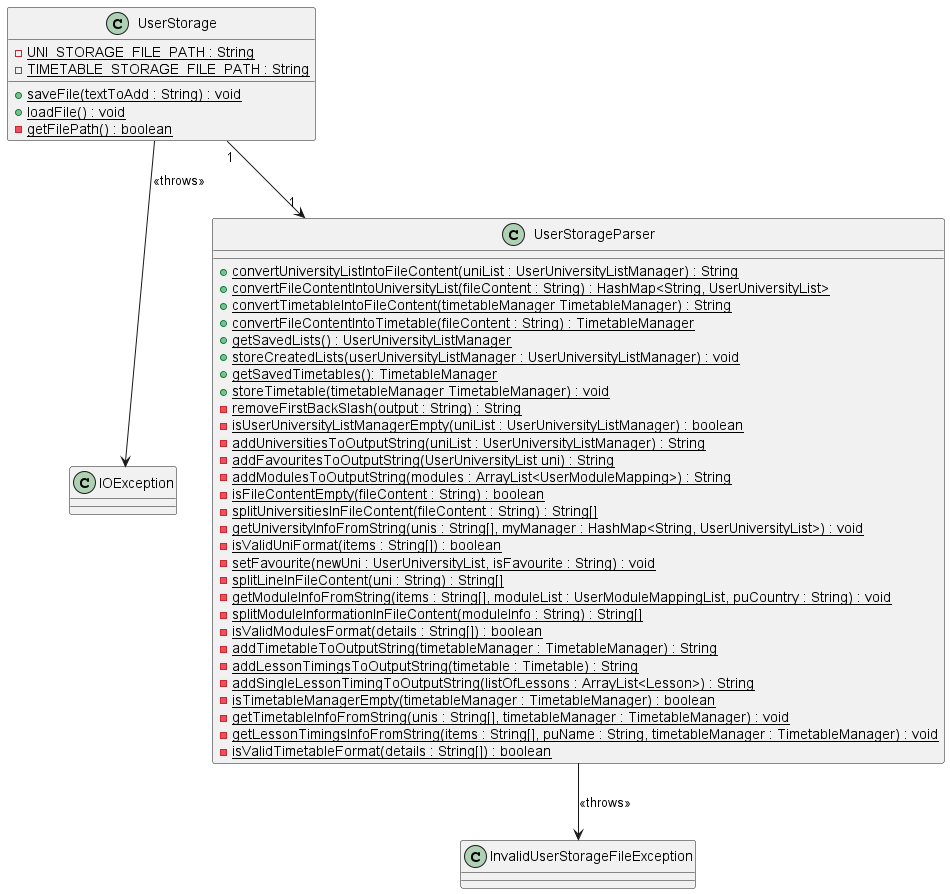 C UserStorage
UNI_STORAGE_FILE_PATH : String
TIMETABLE_STORAGE_FILE_PATH : String
saveFile(textToAdd : String) : void
loadFile() : void
getFilePath() : boolean
1
«throws»
1
C UserStorageParser
convertUniversityListIntoFileContent(uniList : UserUniversityListManager) : String
convertFileContentIntoUniversityList(fileContent : String) : HashMap<String, UserUniversityList>
convertTimetableIntoFileContent(timetableManager TimetableManager) : String
convertFileContentIntoTimetable(fileContent : String) : TimetableManager
getSavedLists() : UserUniversityListManager
storeCreatedLists(userUniversityListManager : UserUniversityListManager) : void
getSavedTimetables(): TimetableManager
storeTimetable(timetableManager TimetableManager) : void
removeFirstBackSlash(output : String) : String
isUserUniversityListManagerEmpty(uniList : UserUniversityListManager) : boolean
addUniversitiesToOutputString(uniList : UserUniversityListManager) : String
addFavouritesToOutputString(UserUniversityList uni) : String
addModulesToOutputString(modules : ArrayList<UserModuleMapping>) : String
isFileContentEmpty(fileContent : String) : boolean
splitUniversitiesInFileContent(fileContent : String) : String[]
getUniversityInfoFromString(unis : String[], myManager : HashMap<String, UserUniversityList>) : void
isValidUniFormat(items : String[]) : boolean
setFavourite(newUni : UserUniversityList, isFavourite : String) : void
splitLineInFileContent(uni : String) : String[]
getModuleInfoFromString(items : String[], moduleList : UserModuleMappingList, puCountry : String) : void
splitModuleInformationInFileContent(moduleInfo : String) : String[]
isValidModulesFormat(details : String[]) : boolean
addTimetableToOutputString(timetableManager : TimetableManager) : String
addLessonTimingsToOutputString(timetable : Timetable) : String
addSingleLessonTimingToOutputString(listOfLessons : ArrayList<Lesson>) : String
isTimetableManagerEmpty(timetableManager : TimetableManager) : boolean
getTimetableInfoFromString(unis : String[], timetableManager : TimetableManager) : void
getLessonTimingsInfoFromString(items : String[], puName : String, timetableManager : TimetableManager) : void
isValidTimetableFormat(details : String[]) : boolean
C IOException
«throws»
C InvalidUserStorageFileException